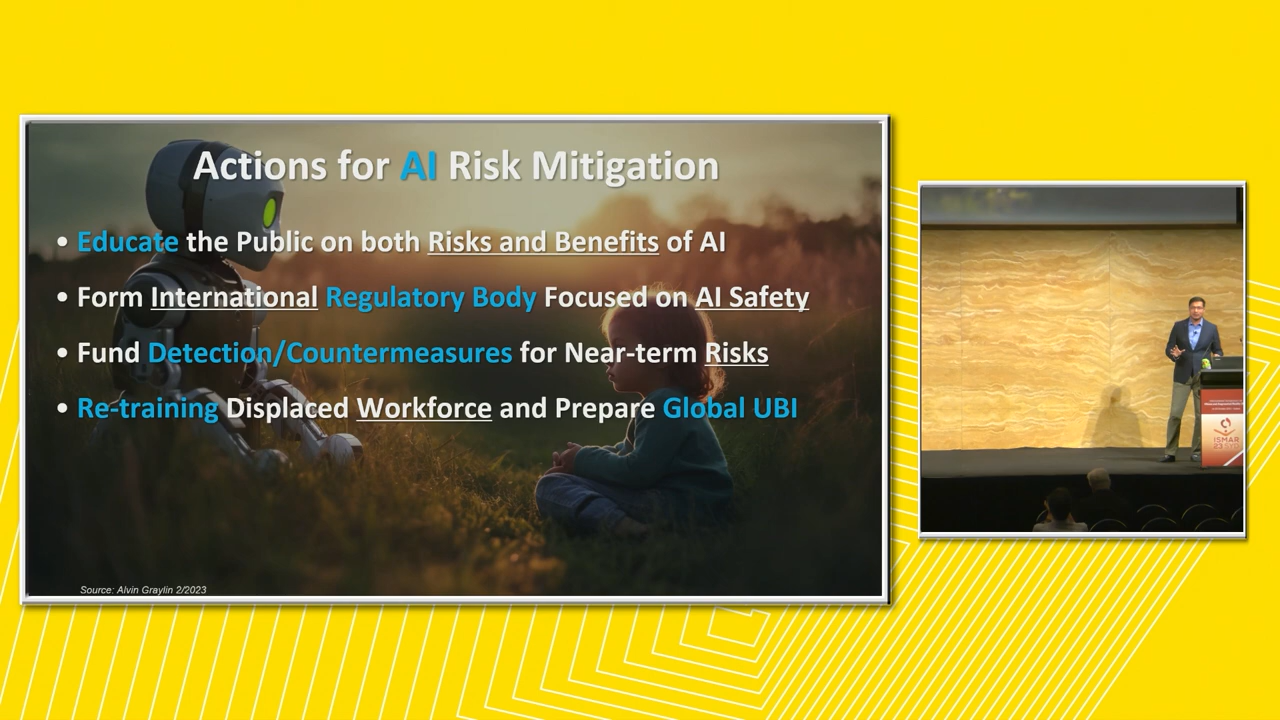 Actions for AI Risk Mitigation
• Educate the Public on both Risks and Benefits of AI
• Form International Regulatory Body Focused on AI Safety
• Fund Detection/Countermeasures for Near-term Risks
• Re-training Displaced Workforce and Prepare Global UBI
Source: Alvin Graylin 2/2023
ISMAR